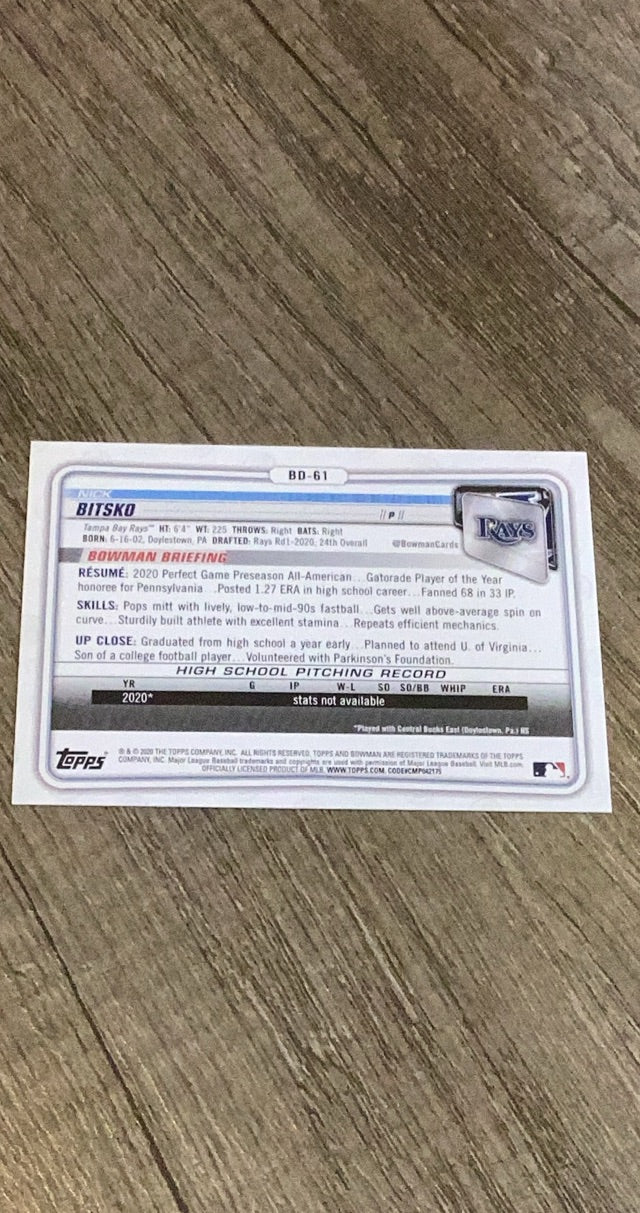 BD-61
NICK
BITSKO // P //
RAYS
Tampa Bay Rays™ HT: 6'4" WT: 225 THROWS: Right BATS: Right
BORN: 6-16-02, Doylestown, PA DRAFTED: Rays Rd1-2020, 24th Overall @BowmanCards
BOWMAN BRIEFING
RÉSUMÉ: 2020 Perfect Game Preseason All-American...Gatorade Player of the Year
honoree for Pennsylvania...Posted 1.27 ERA in high school career...Fanned 68 in 33 IP.
SKILLS: Pops mitt with lively, low-to-mid-90s fastball...Gets well above-average spin on
curve...Sturdily built athlete with excellent stamina...Repeats efficient mechanics.
UP CLOSE: Graduated from high school a year early...Planned to attend U. of Virginia...
Son of a college football player...Volunteered with Parkinson's Foundation.
HIGH SCHOOL PITCHING RECORD
YR G IP W-L SO SO/BB WHIP ERA
2020* stats not available
*Played with Central Bucks East (Doylestown, Pa.) HS
Topps
® & © 2020 THE TOPPS COMPANY, INC. ALL RIGHTS RESERVED. TOPPS AND BOWMAN ARE REGISTERED TRADEMARKS OF THE TOPPS
COMPANY, INC. Major League Baseball trademarks and copyrights are used with permission of Major League Baseball. Visit MLB.com
OFFICIALLY LICENSED PRODUCT OF MLB. WWW.TOPPS.COM. CODE#CMP042175